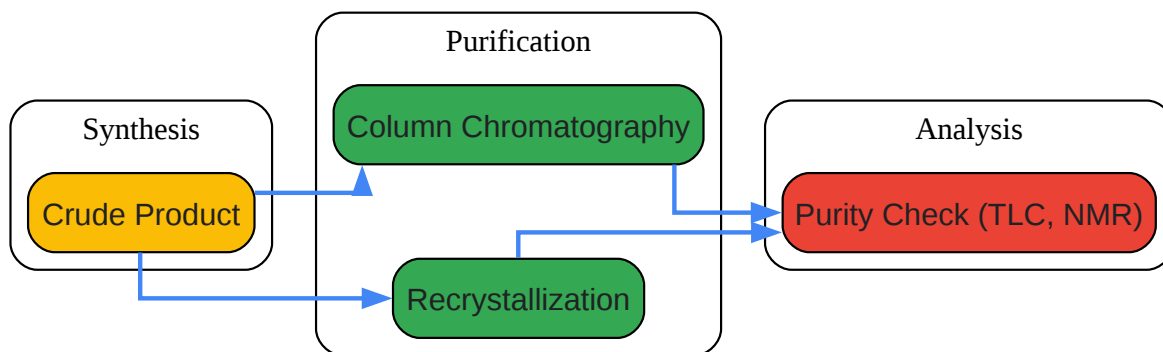 Synthesis
Crude Product
Purification
Column Chromatography
Recrystallization
Analysis
Purity Check (TLC, NMR)